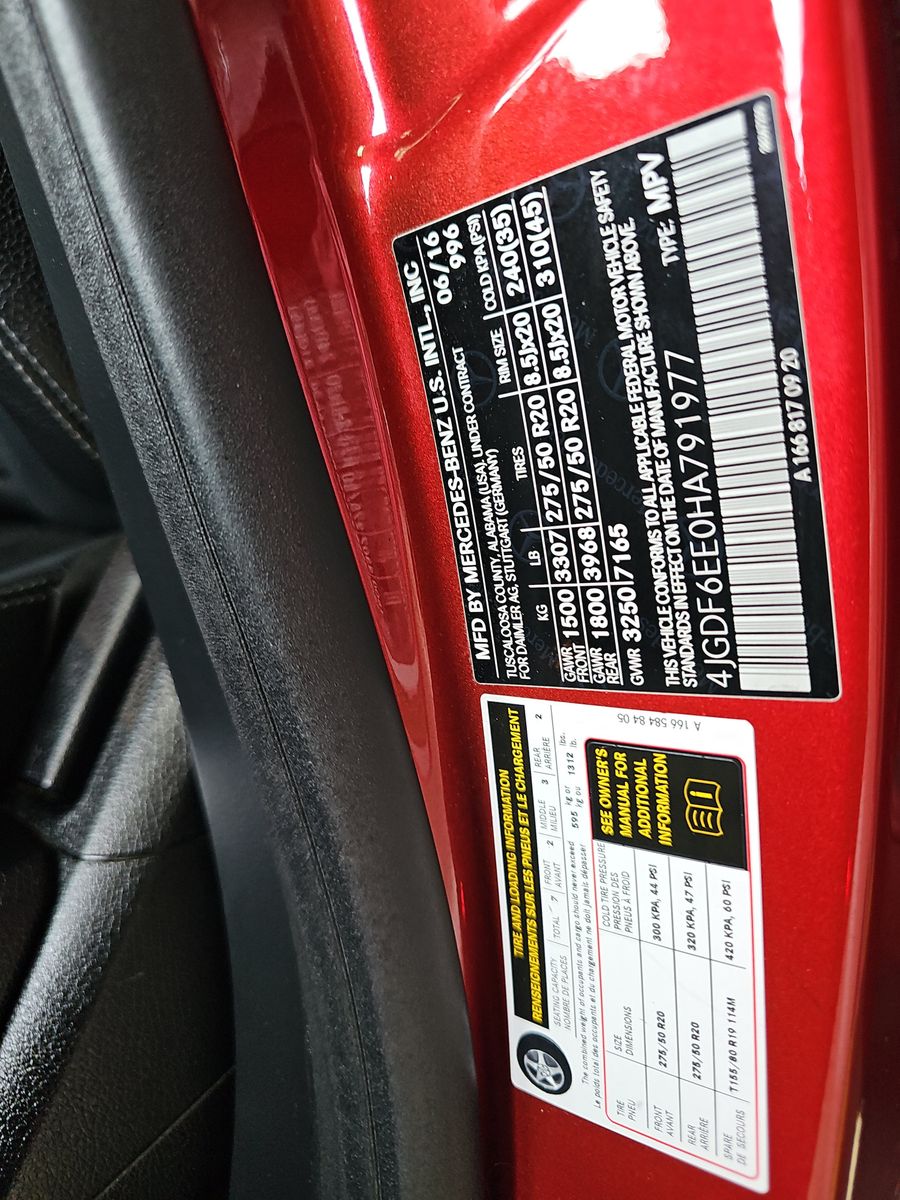 MFD BY MERCEDES-BENZ U.S. INTL., INC
TUSCALOOSA COUNTY, ALABAMA (USA), UNDER CONTRACT 06/16
FOR DAIMLER AG, STUTTGART (GERMANY) 996
KG LB TIRES RIM SIZE COLD KPA(PSI)
GAWR FRONT 1500 3307 275/50 R20 8.5Jx20 240(35)
GAWR REAR 1800 3968 275/50 R20 8.5Jx20 310(45)
GVWR 3250 7165
THIS VEHICLE CONFORMS TO ALL APPLICABLE FEDERAL MOTOR VEHICLE SAFETY
STANDARDS IN EFFECT ON THE DATE OF MANUFACTURE SHOWN ABOVE.
4JGDF6EE0HA791977 TYPE: MPV
A 166 817 09 20
TIRE AND LOADING INFORMATION
RENSEIGNEMENTS SUR LES PNEUS ET LE CHARGEMENT
SEATING CAPACITY TOTAL 7 FRONT 2 MIDDLE 3 REAR 2
NOMBRE DE PLACES AVANT MILIEU ARRIÈRE
The combined weight of occupants and cargo should never exceed 595 kg or 1312 lbs.
Le poids total des occupants et du chargement ne doit jamais dépasser kg ou lb.
TIRE SIZE COLD TIRE PRESSURE
PNEU DIMENSIONS PRESSION DES
PNEUS À FROID
FRONT 275/50 R20 300 KPA, 44 PSI
AVANT
REAR 275/50 R20 320 KPA, 47 PSI
ARRIÈRE
SPARE T155/80 R19 114M 420 KPA, 60 PSI
DE SECOURS
SEE OWNER'S
MANUAL FOR
ADDITIONAL
INFORMATION
A 166 584 84 05